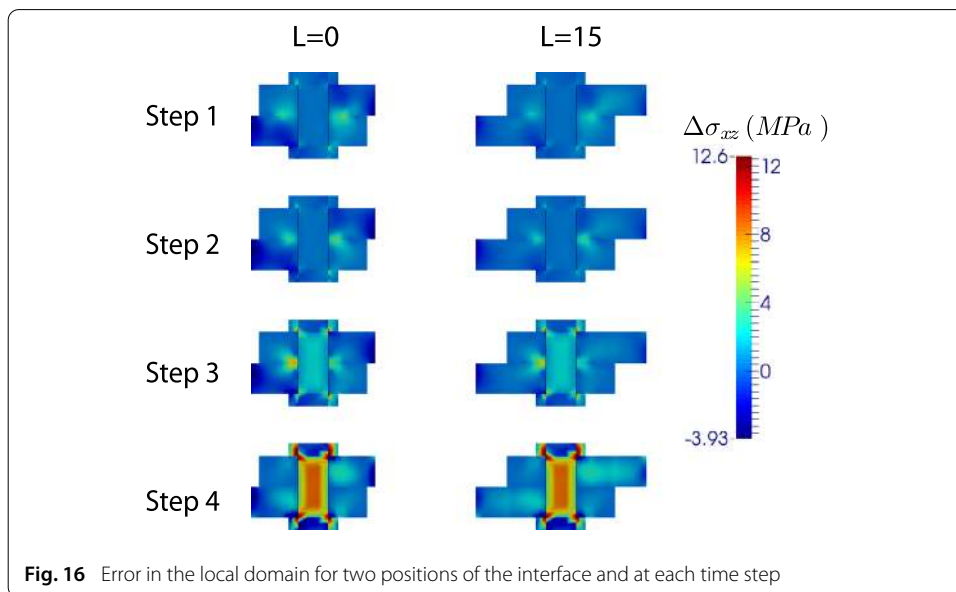 L=0 L=15
Step 1
Step 2
Step 3
Step 4
Δσxz (MPa )
12.6
12
8
4
0
-3.93
Fig. 16 Error in the local domain for two positions of the interface and at each time step